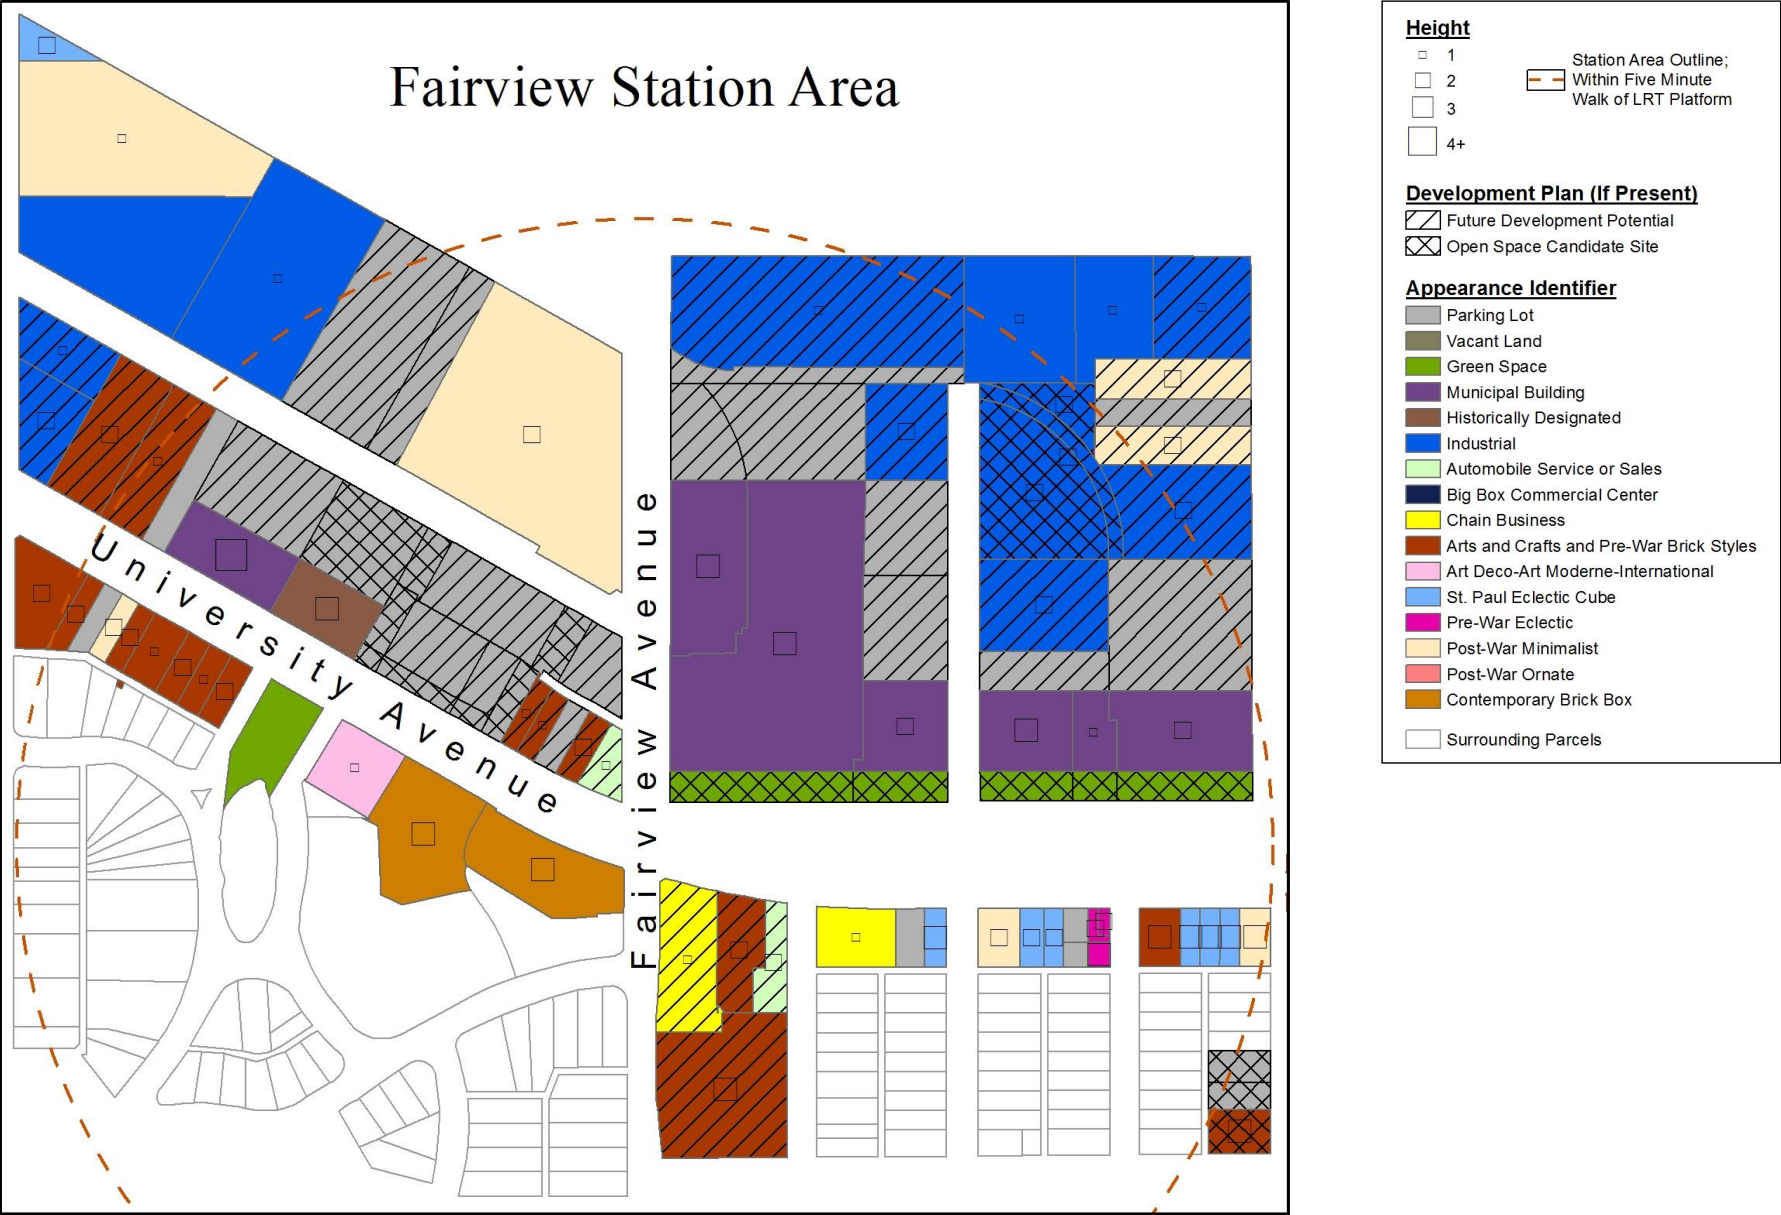 Fairview Station Area
University Avenue
Fairview Avenue
Height
1
2
3
4+
Station Area Outline;
Within Five Minute
Walk of LRT Platform
Development Plan (If Present)
Future Development Potential
Open Space Candidate Site
Appearance Identifier
Parking Lot
Vacant Land
Green Space
Municipal Building
Historically Designated
Industrial
Automobile Service or Sales
Big Box Commercial Center
Chain Business
Arts and Crafts and Pre-War Brick Styles
Art Deco-Art Moderne-International
St. Paul Eclectic Cube
Pre-War Eclectic
Post-War Minimalist
Post-War Ornate
Contemporary Brick Box
Surrounding Parcels